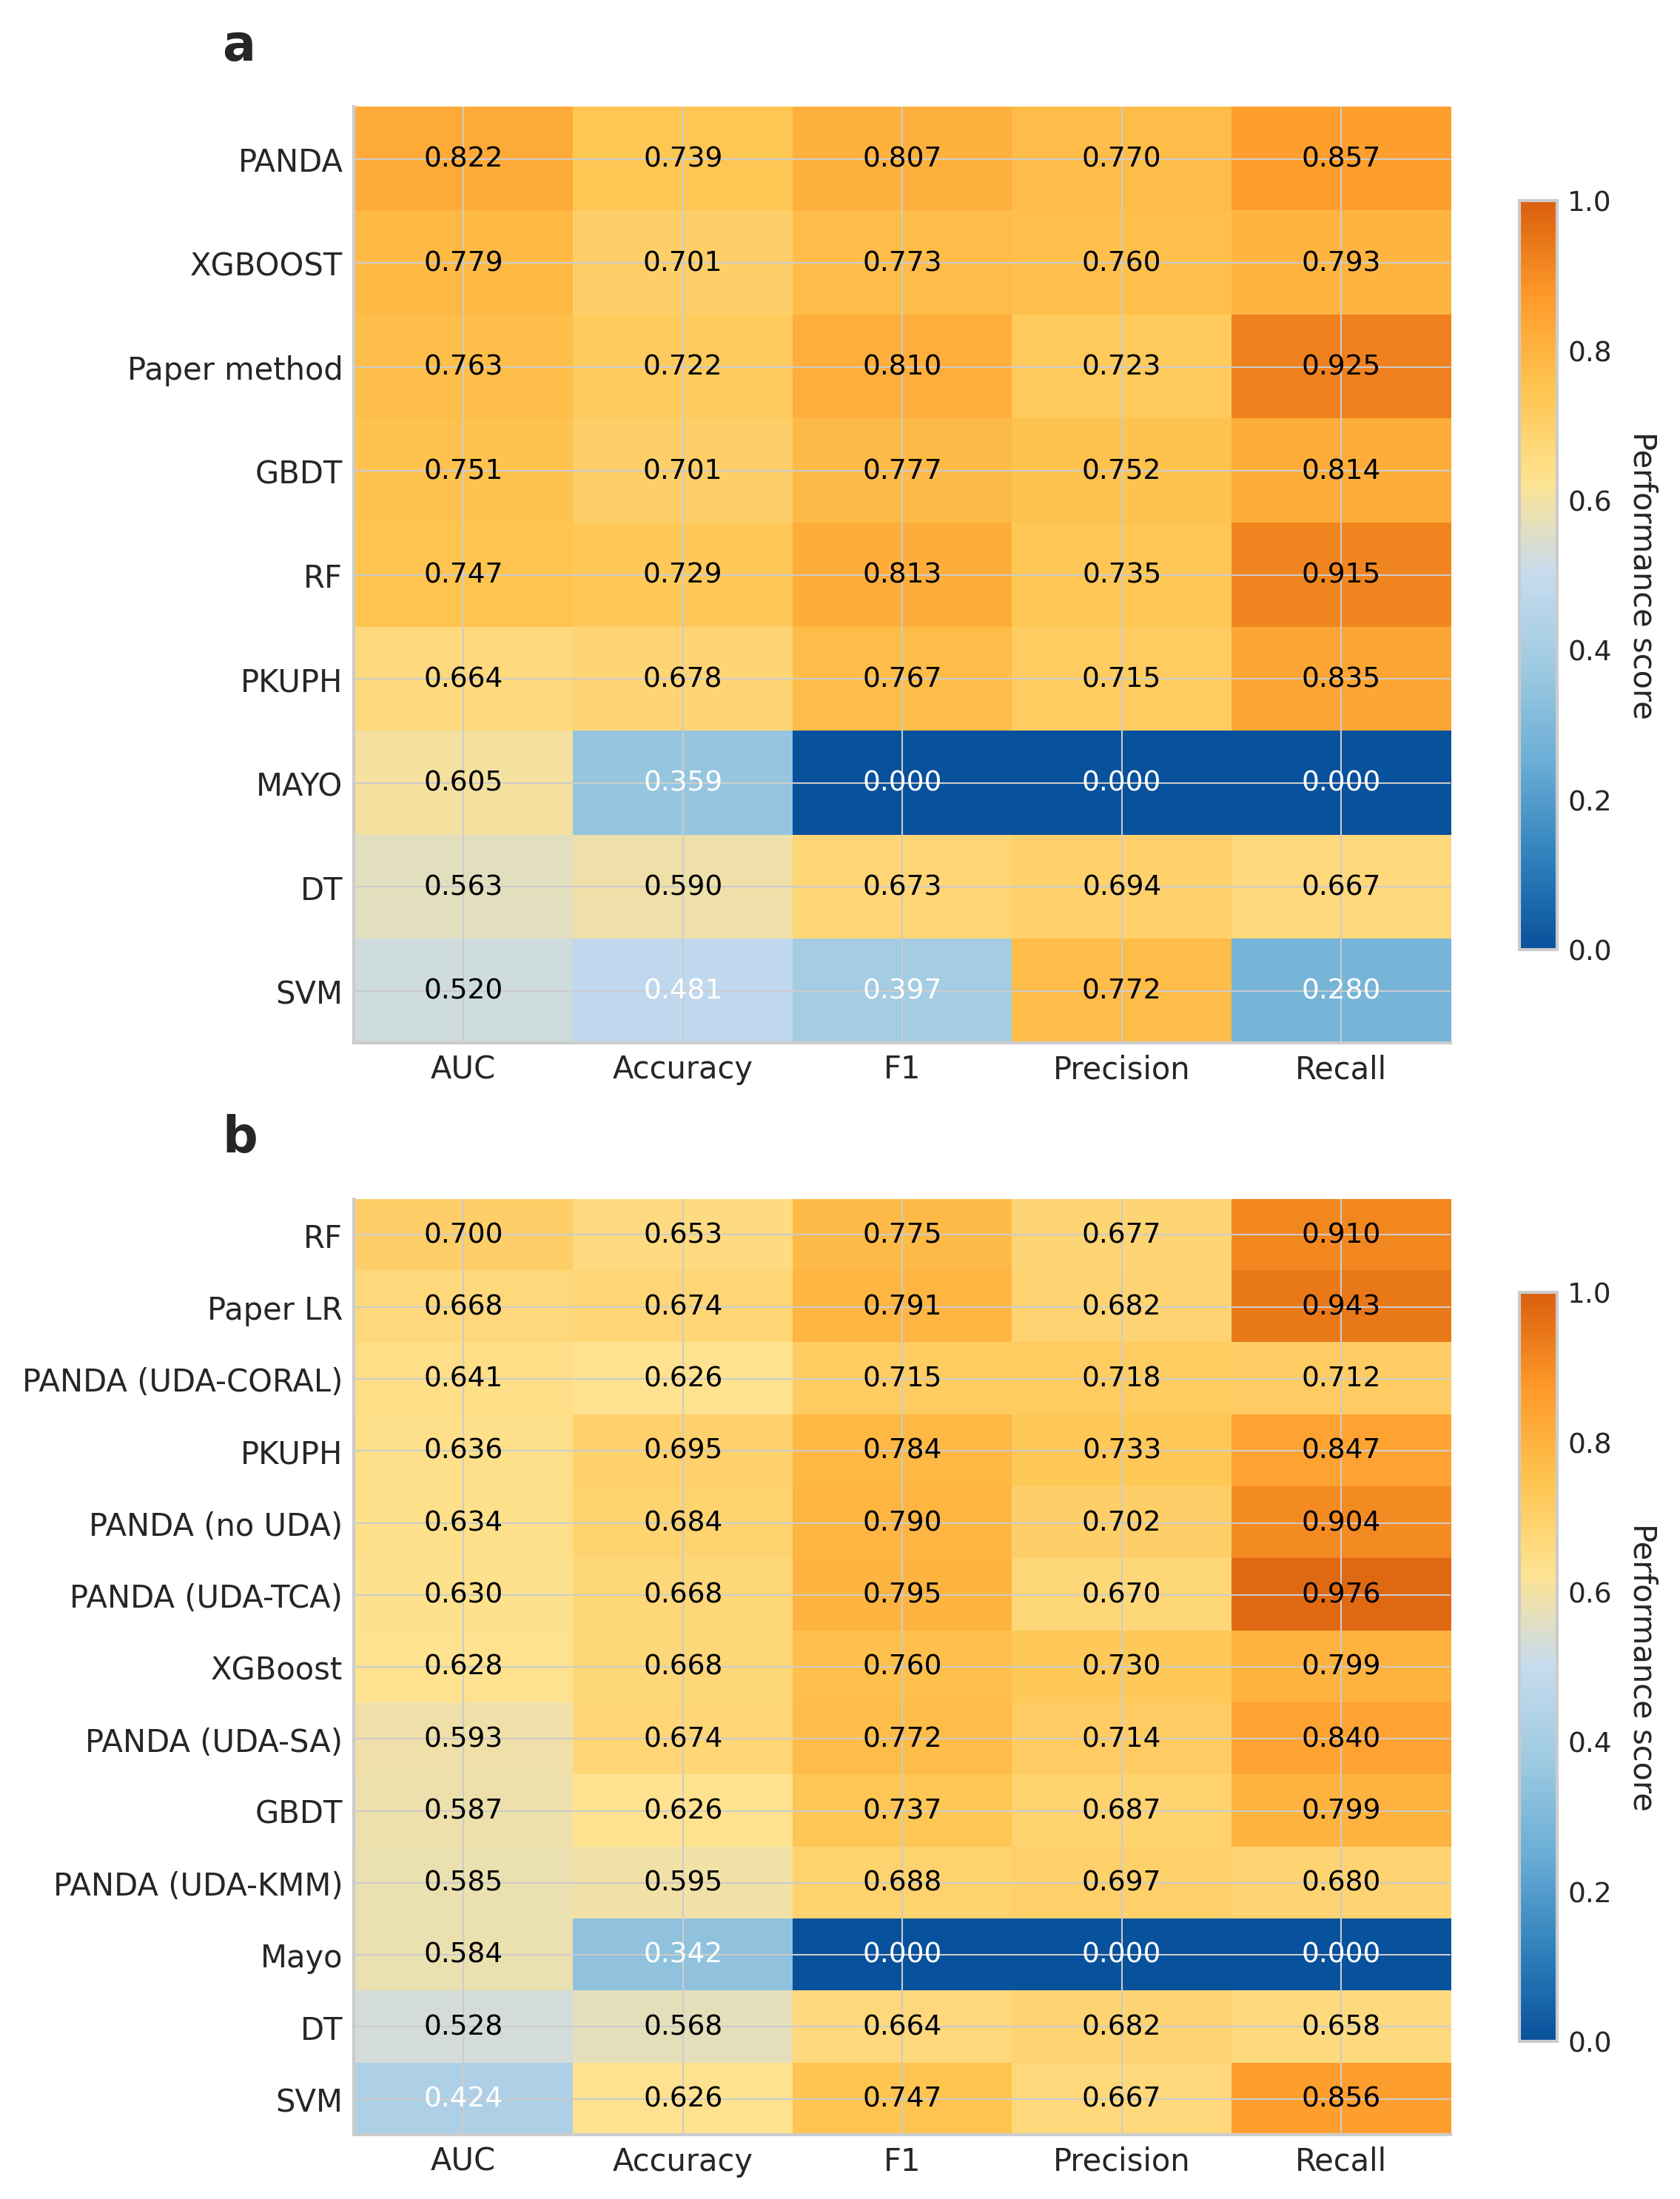 a
PANDA 0.822 0.739 0.807 0.770 0.857
XGBOOST 0.779 0.701 0.773 0.760 0.793
Paper method 0.763 0.722 0.810 0.723 0.925
GBDT 0.751 0.701 0.777 0.752 0.814
RF 0.747 0.729 0.813 0.735 0.915
PKUPH 0.664 0.678 0.767 0.715 0.835
MAYO 0.605 0.359 0.000 0.000 0.000
DT 0.563 0.590 0.673 0.694 0.667
SVM 0.520 0.481 0.397 0.772 0.280
AUC Accuracy F1 Precision Recall
1.0
0.8
0.6
0.4
0.2
0.0
Performance score
b
RF 0.700 0.653 0.775 0.677 0.910
Paper LR 0.668 0.674 0.791 0.682 0.943
PANDA (UDA-CORAL) 0.641 0.626 0.715 0.718 0.712
PKUPH 0.636 0.695 0.784 0.733 0.847
PANDA (no UDA) 0.634 0.684 0.790 0.702 0.904
PANDA (UDA-TCA) 0.630 0.668 0.795 0.670 0.976
XGBoost 0.628 0.668 0.760 0.730 0.799
PANDA (UDA-SA) 0.593 0.674 0.772 0.714 0.840
GBDT 0.587 0.626 0.737 0.687 0.799
PANDA (UDA-KMM) 0.585 0.595 0.688 0.697 0.680
Mayo 0.584 0.342 0.000 0.000 0.000
DT 0.528 0.568 0.664 0.682 0.658
SVM 0.424 0.626 0.747 0.667 0.856
AUC Accuracy F1 Precision Recall
1.0
0.8
0.6
0.4
0.2
0.0
Performance score